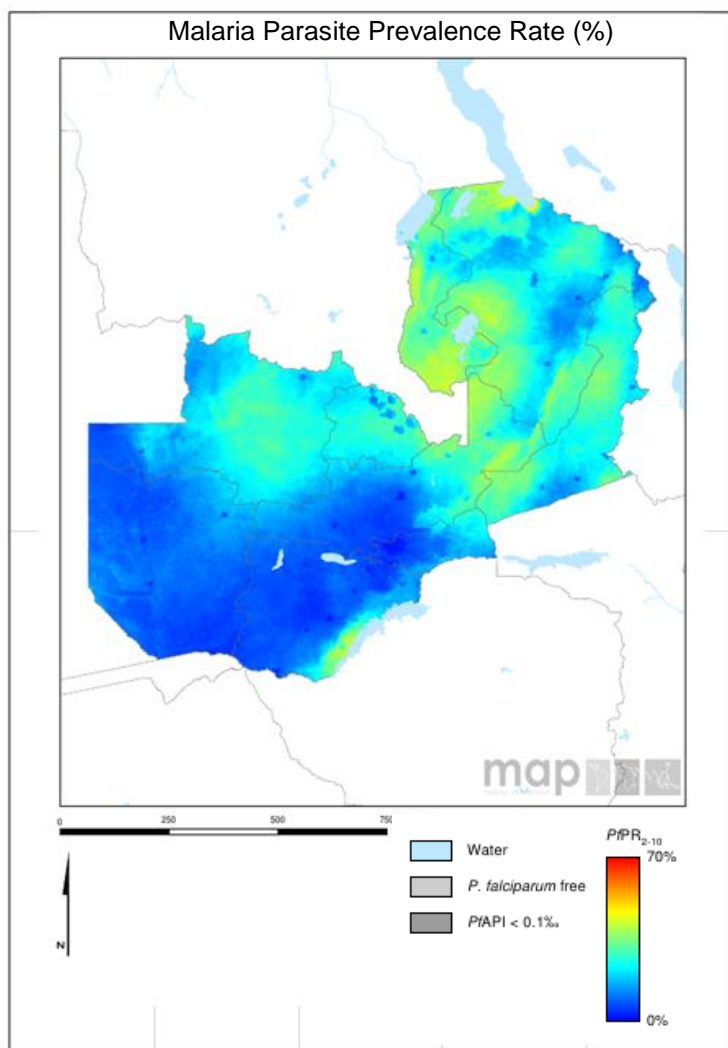 Malaria Parasite Prevalence Rate (%)
map
0 250 500 750
PfPR2-10
Water
70%
P. falciparum free
PfAPI < 0.1‰
N
0%